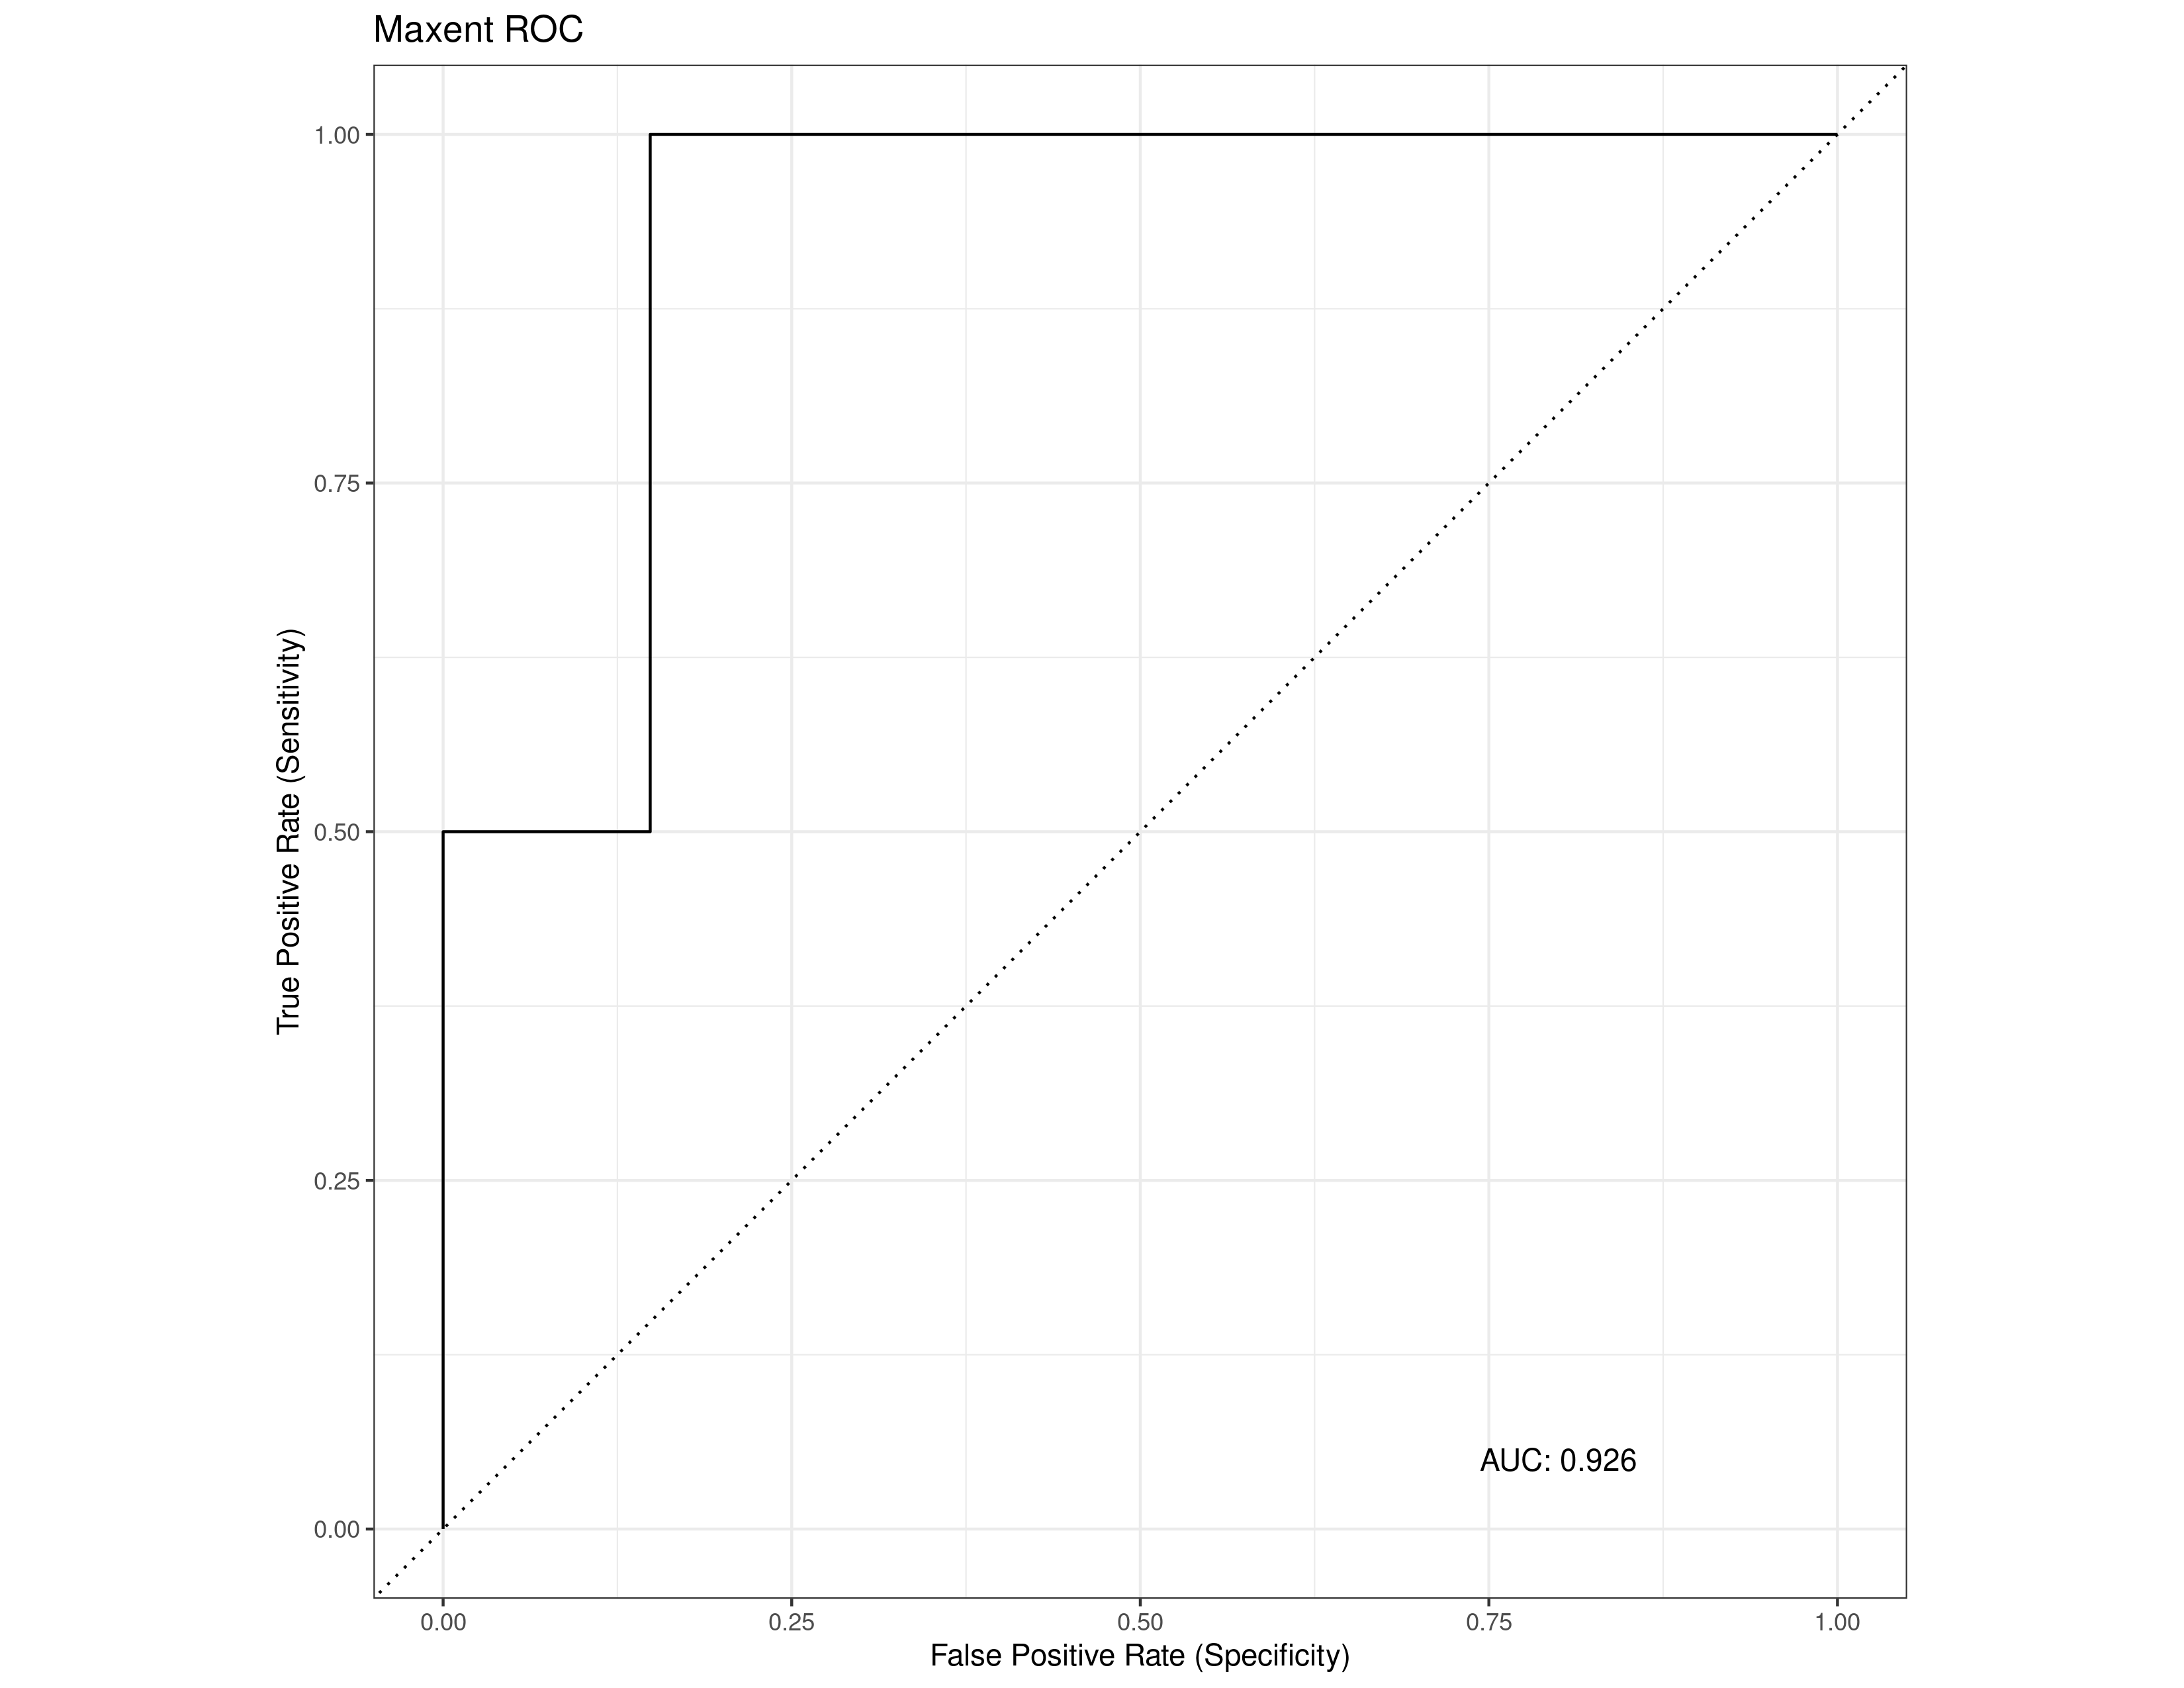 Maxent ROC
True Positive Rate (Sensitivity)
1.00
0.75
0.50
0.25
0.00
AUC: 0.926
0.00 0.25 0.50 0.75 1.00
False Positive Rate (Specificity)